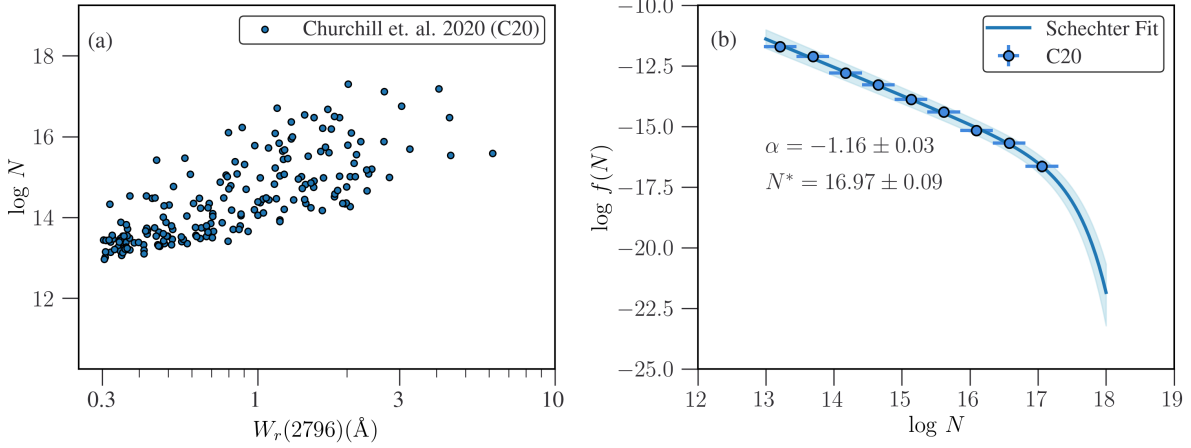 (a)
Churchill et. al. 2020 (C20)
18
16
14
12
log N
0.3
1
3
10
W_r(2796)(Å)
(b)
Schechter Fit
C20
α = −1.16 ± 0.03
N* = 16.97 ± 0.09
−10.0
−12.5
−15.0
−17.5
−20.0
−22.5
−25.0
log f(N)
12
13
14
15
16
17
18
19
log N